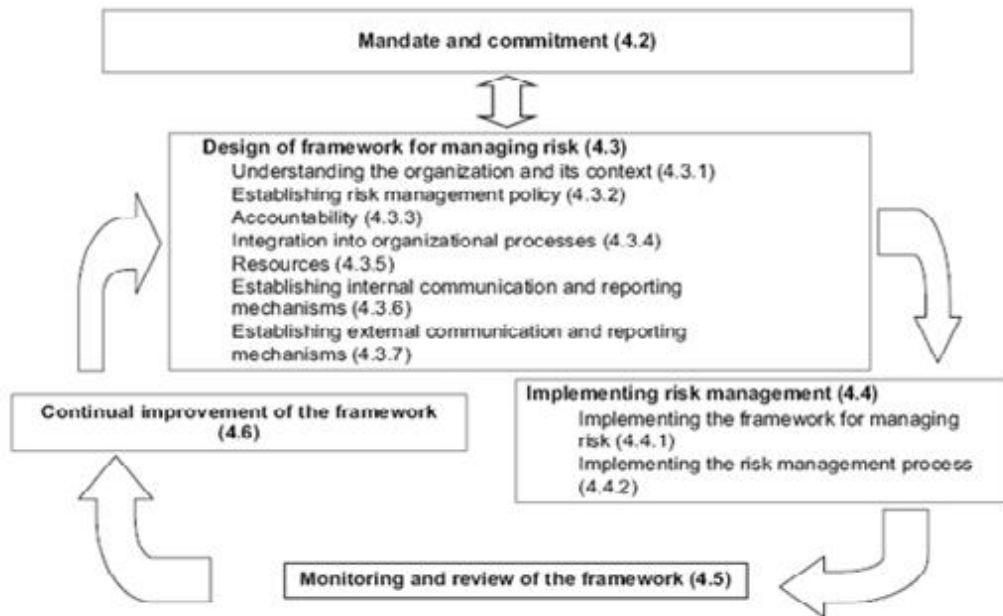 Mandate and commitment (4.2)
Design of framework for managing risk (4.3)
Understanding the organization and its context (4.3.1)
Establishing risk management policy (4.3.2)
Accountability (4.3.3)
Integration into organizational processes (4.3.4)
Resources (4.3.5)
Establishing internal communication and reporting
mechanisms (4.3.6)
Establishing external communication and reporting
mechanisms (4.3.7)
Implementing risk management (4.4)
Implementing the framework for managing
risk (4.4.1)
Implementing the risk management process
(4.4.2)
Continual improvement of the framework
(4.6)
Monitoring and review of the framework (4.5)